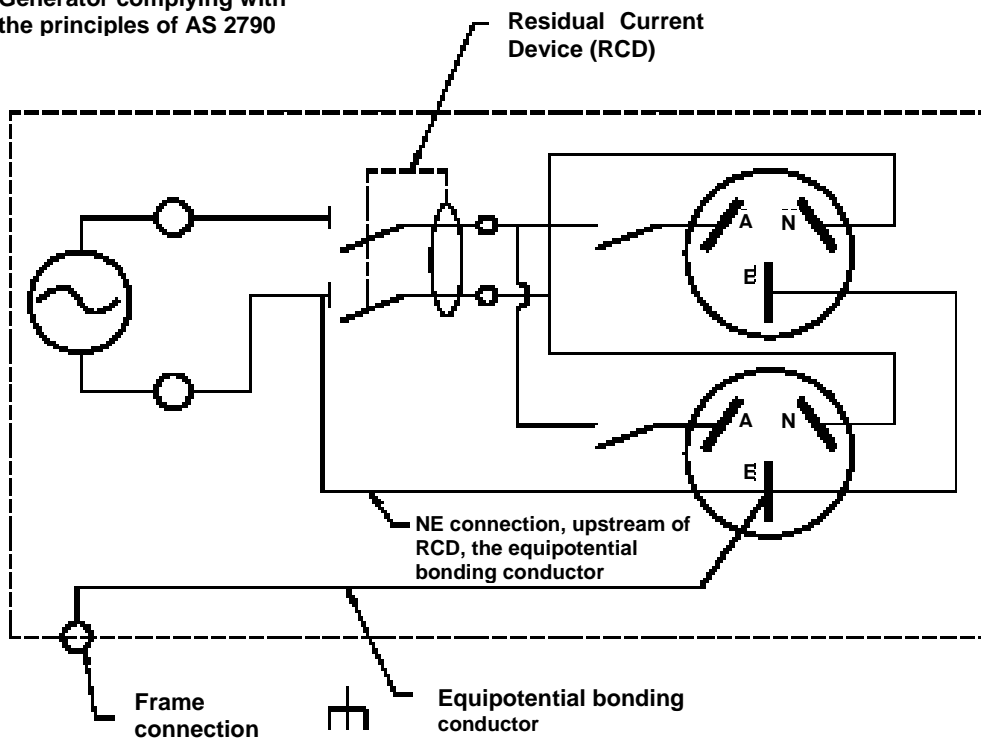 Generator complying with
the principles of AS 2790
Residual Current
Device (RCD)
A N
E
A N
E
NE connection, upstream of
RCD, the equipotential
bonding conductor
Frame
connection
Equipotential bonding
conductor